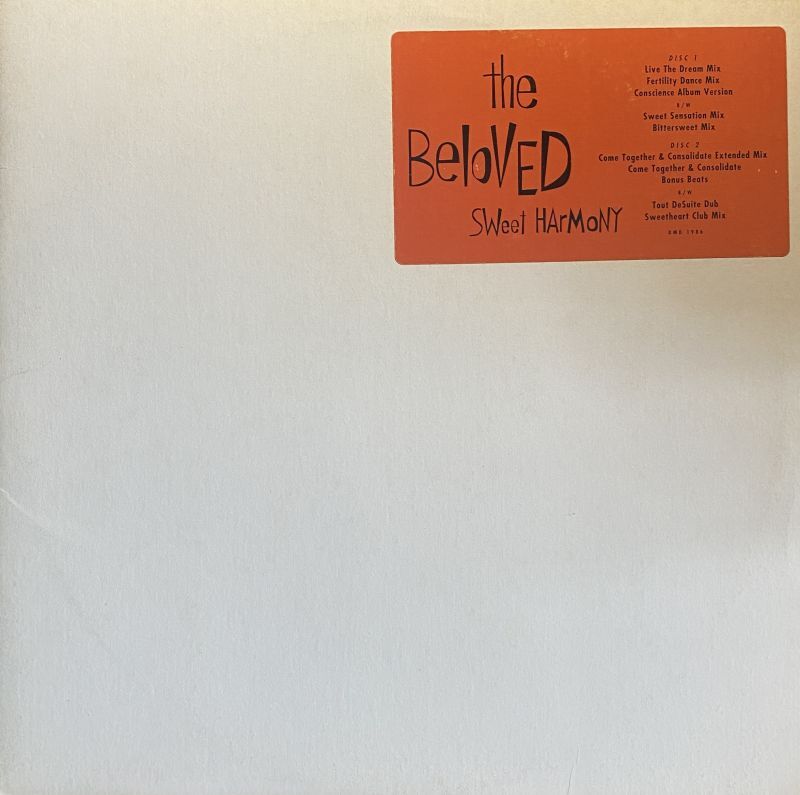 the
BeloVED
SWeet HArMoNY
DISC 1
Live The Dream Mix
Fertility Dance Mix
Conscience Album Version
B/W
Sweet Sensation Mix
Bittersweet Mix
DISC 2
Come Together & Consolidate Extended Mix
Come Together & Consolidate
Bonus Beats
B/W
Tout DeSuite Dub
Sweetheart Club Mix